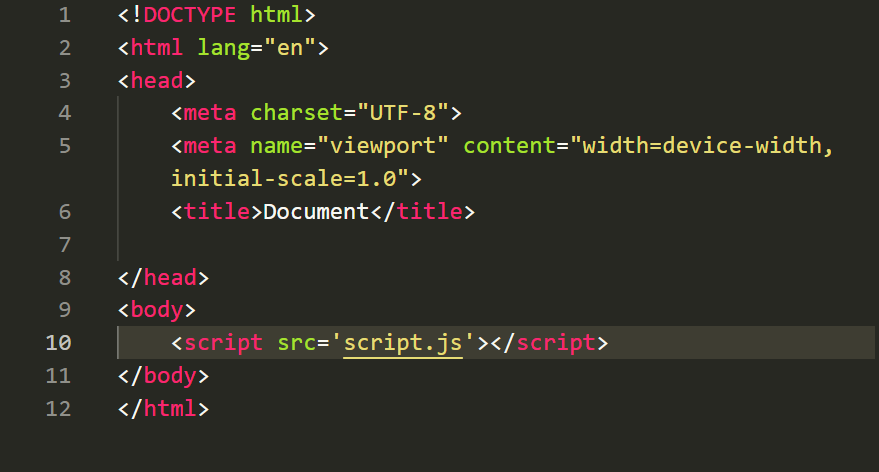 1 <!DOCTYPE html>
2 <html lang="en">
3 <head>
4     <meta charset="UTF-8">
5     <meta name="viewport" content="width=device-width,
    initial-scale=1.0">
6     <title>Document</title>
7
8 </head>
9 <body>
10     <script src='script.js'></script>
11 </body>
12 </html>